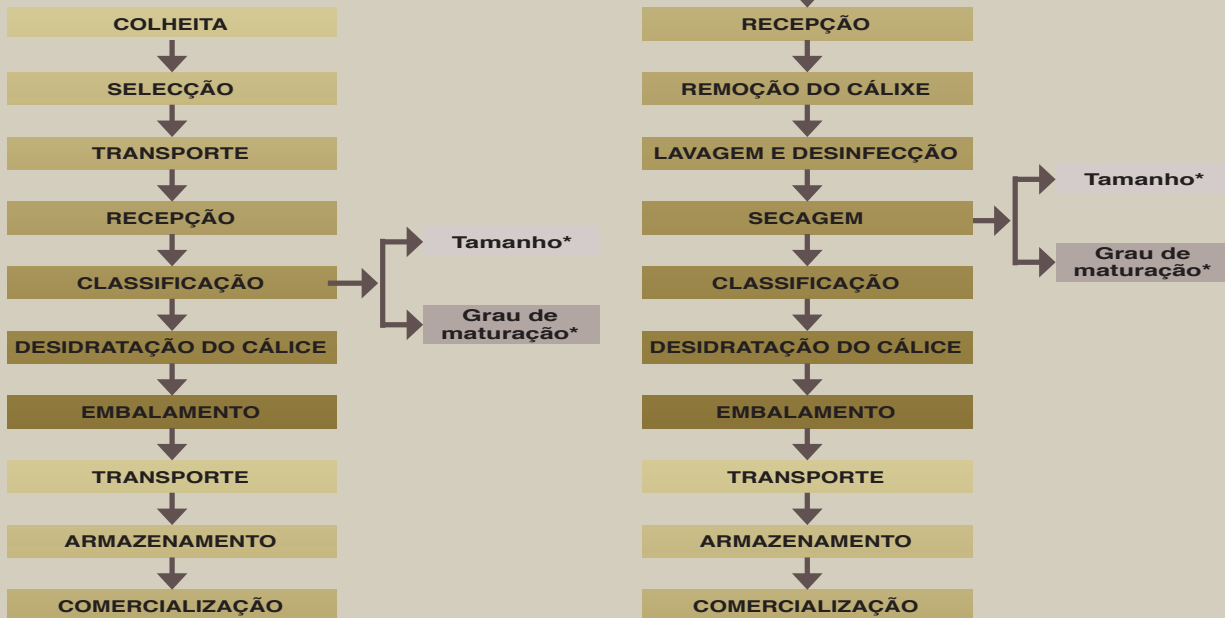 COLHEITA
SELECÇÃO
TRANSPORTE
RECEPÇÃO
CLASSIFICAÇÃO
Tamanho*
Grau de
maturação*
DESIDRATAÇÃO DO CÁLICE
EMBALAMENTO
TRANSPORTE
ARMAZENAMENTO
COMERCIALIZAÇÃO
RECEPÇÃO
REMOÇÃO DO CÁLIXE
LAVAGEM E DESINFECÇÃO
SECAGEM
Tamanho*
Grau de
maturação*
CLASSIFICAÇÃO
DESIDRATAÇÃO DO CÁLICE
EMBALAMENTO
TRANSPORTE
ARMAZENAMENTO
COMERCIALIZAÇÃO